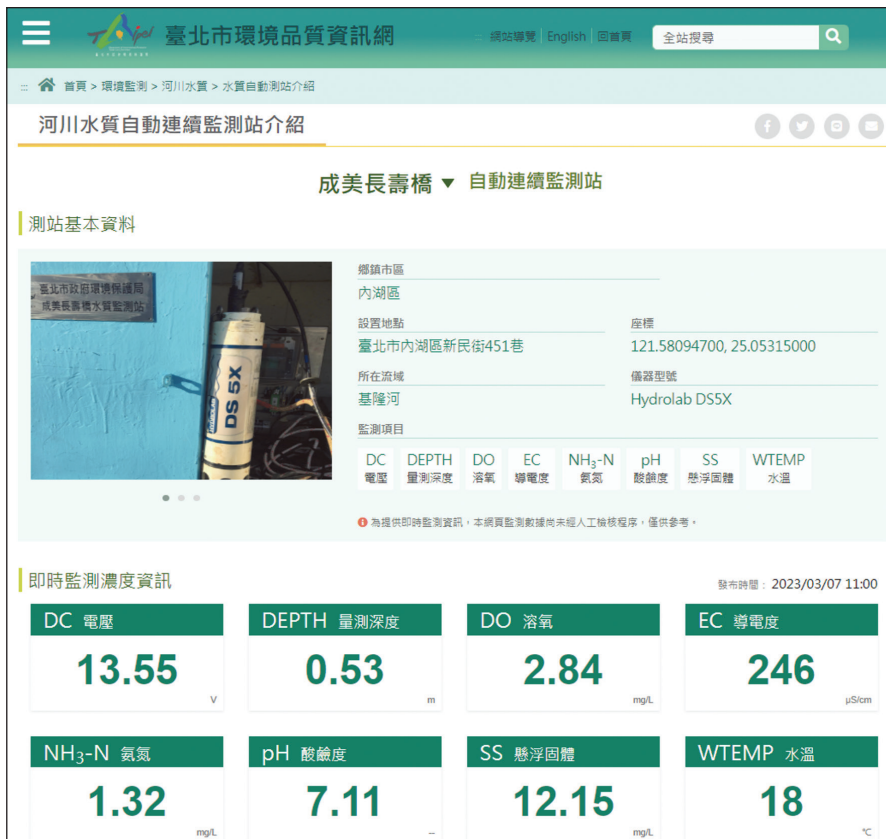 Taipei 臺北市環境品質資訊網
::: 網站導覽 | English | 回首頁
全站搜尋
::: 首頁 > 環境監測 > 河川水質 > 水質自動測站介紹
河川水質自動連續監測站介紹
成美長壽橋 ▼ 自動連續監測站
測站基本資料
臺北市政府環境保護局
成美長壽橋水質監測站
DS 5X
鄉鎮市區
內湖區
設置地點
臺北市內湖區新民街451巷
座標
121.58094700, 25.05315000
所在流域
基隆河
儀器型號
Hydrolab DS5X
監測項目
DC DEPTH DO EC NH₃-N pH SS WTEMP
電壓 量測深度 溶氧 導電度 氨氮 酸鹼度 懸浮固體 水溫
為提供即時監測資訊，本網頁監測數據尚未經人工檢核程序，僅供參考。
即時監測濃度資訊
發布時間： 2023/03/07 11:00
DC 電壓
13.55
V
DEPTH 量測深度
0.53
m
DO 溶氧
2.84
mg/L
EC 導電度
246
μS/cm
NH₃-N 氨氮
1.32
mg/L
pH 酸鹼度
7.11
--
SS 懸浮固體
12.15
mg/L
WTEMP 水溫
18
℃